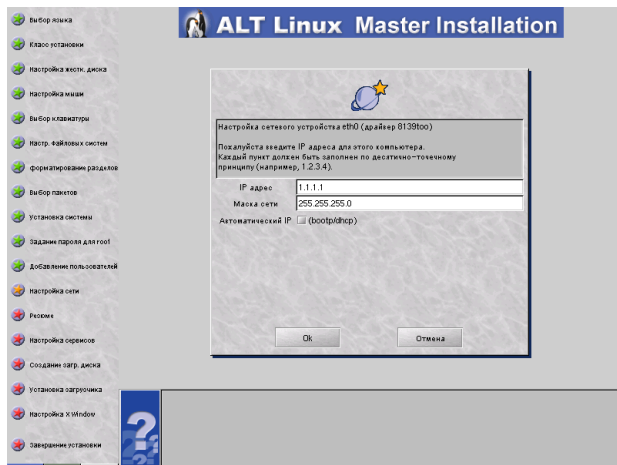 ALT Linux Master Installation
Выбор языка
Класс установки
Настройка жестк. диска
Настройка мыши
Выбор клавиатуры
Настр. Файловых систем
форматирование разделов
Выбор пакетов
Установка системы
Задание пароля для root
Добавление пользователей
Настройка сети
Резюме
Настройка сервисов
Создание загр. диска
Установка загрузчика
Настройка X Window
Завершение установки
Настройка сетевого устройства eth0 (драйвер 8139too)
Пожалуйста введите IP адреса для этого компьютера.
Каждый пункт должен быть заполнен по десятично-точечному
принципу (например, 1.2.3.4).
IP адрес 1.1.1.1
Маска сети 255.255.255.0
Автоматический IP (bootp/dhcp)
Ok Отмена